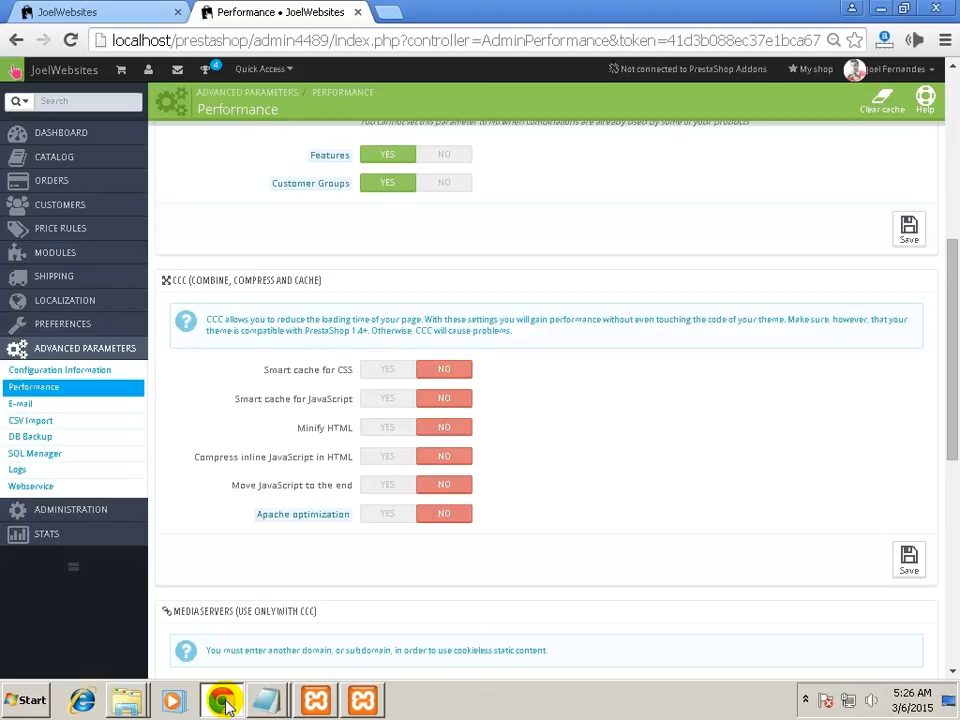 JoelWebsites
Performance • JoelWebsites
localhost/prestashop/admin4489/index.php?controller=AdminPerformance&token=41d3b088ec37e1bca67
JoelWebsites
4
Quick Access
Not connected to PrestaShop Addons
My shop
Joel Fernandes
Search
ADVANCED PARAMETERS / PERFORMANCE
Performance
Clear cache
Help
DASHBOARD
CATALOG
ORDERS
CUSTOMERS
PRICE RULES
MODULES
SHIPPING
LOCALIZATION
PREFERENCES
ADVANCED PARAMETERS
Configuration Information
Performance
E-mail
CSV Import
DB Backup
SQL Manager
Logs
Webservice
ADMINISTRATION
STATS
You cannot set this parameter to No when combinations are already used by some of your products
Features YES NO
Customer Groups YES NO
Save
CCC (COMBINE, COMPRESS AND CACHE)
CCC allows you to reduce the loading time of your page. With these settings you will gain performance without even touching the code of your theme. Make sure, however, that your
theme is compatible with PrestaShop 1.4+. Otherwise, CCC will cause problems.
Smart cache for CSS YES NO
Smart cache for JavaScript YES NO
Minify HTML YES NO
Compress inline JavaScript in HTML YES NO
Move JavaScript to the end YES NO
Apache optimization YES NO
Save
MEDIA SERVERS (USE ONLY WITH CCC)
You must enter another domain, or subdomain, in order to use cookieless static content.
Start
5:26 AM
3/6/2015